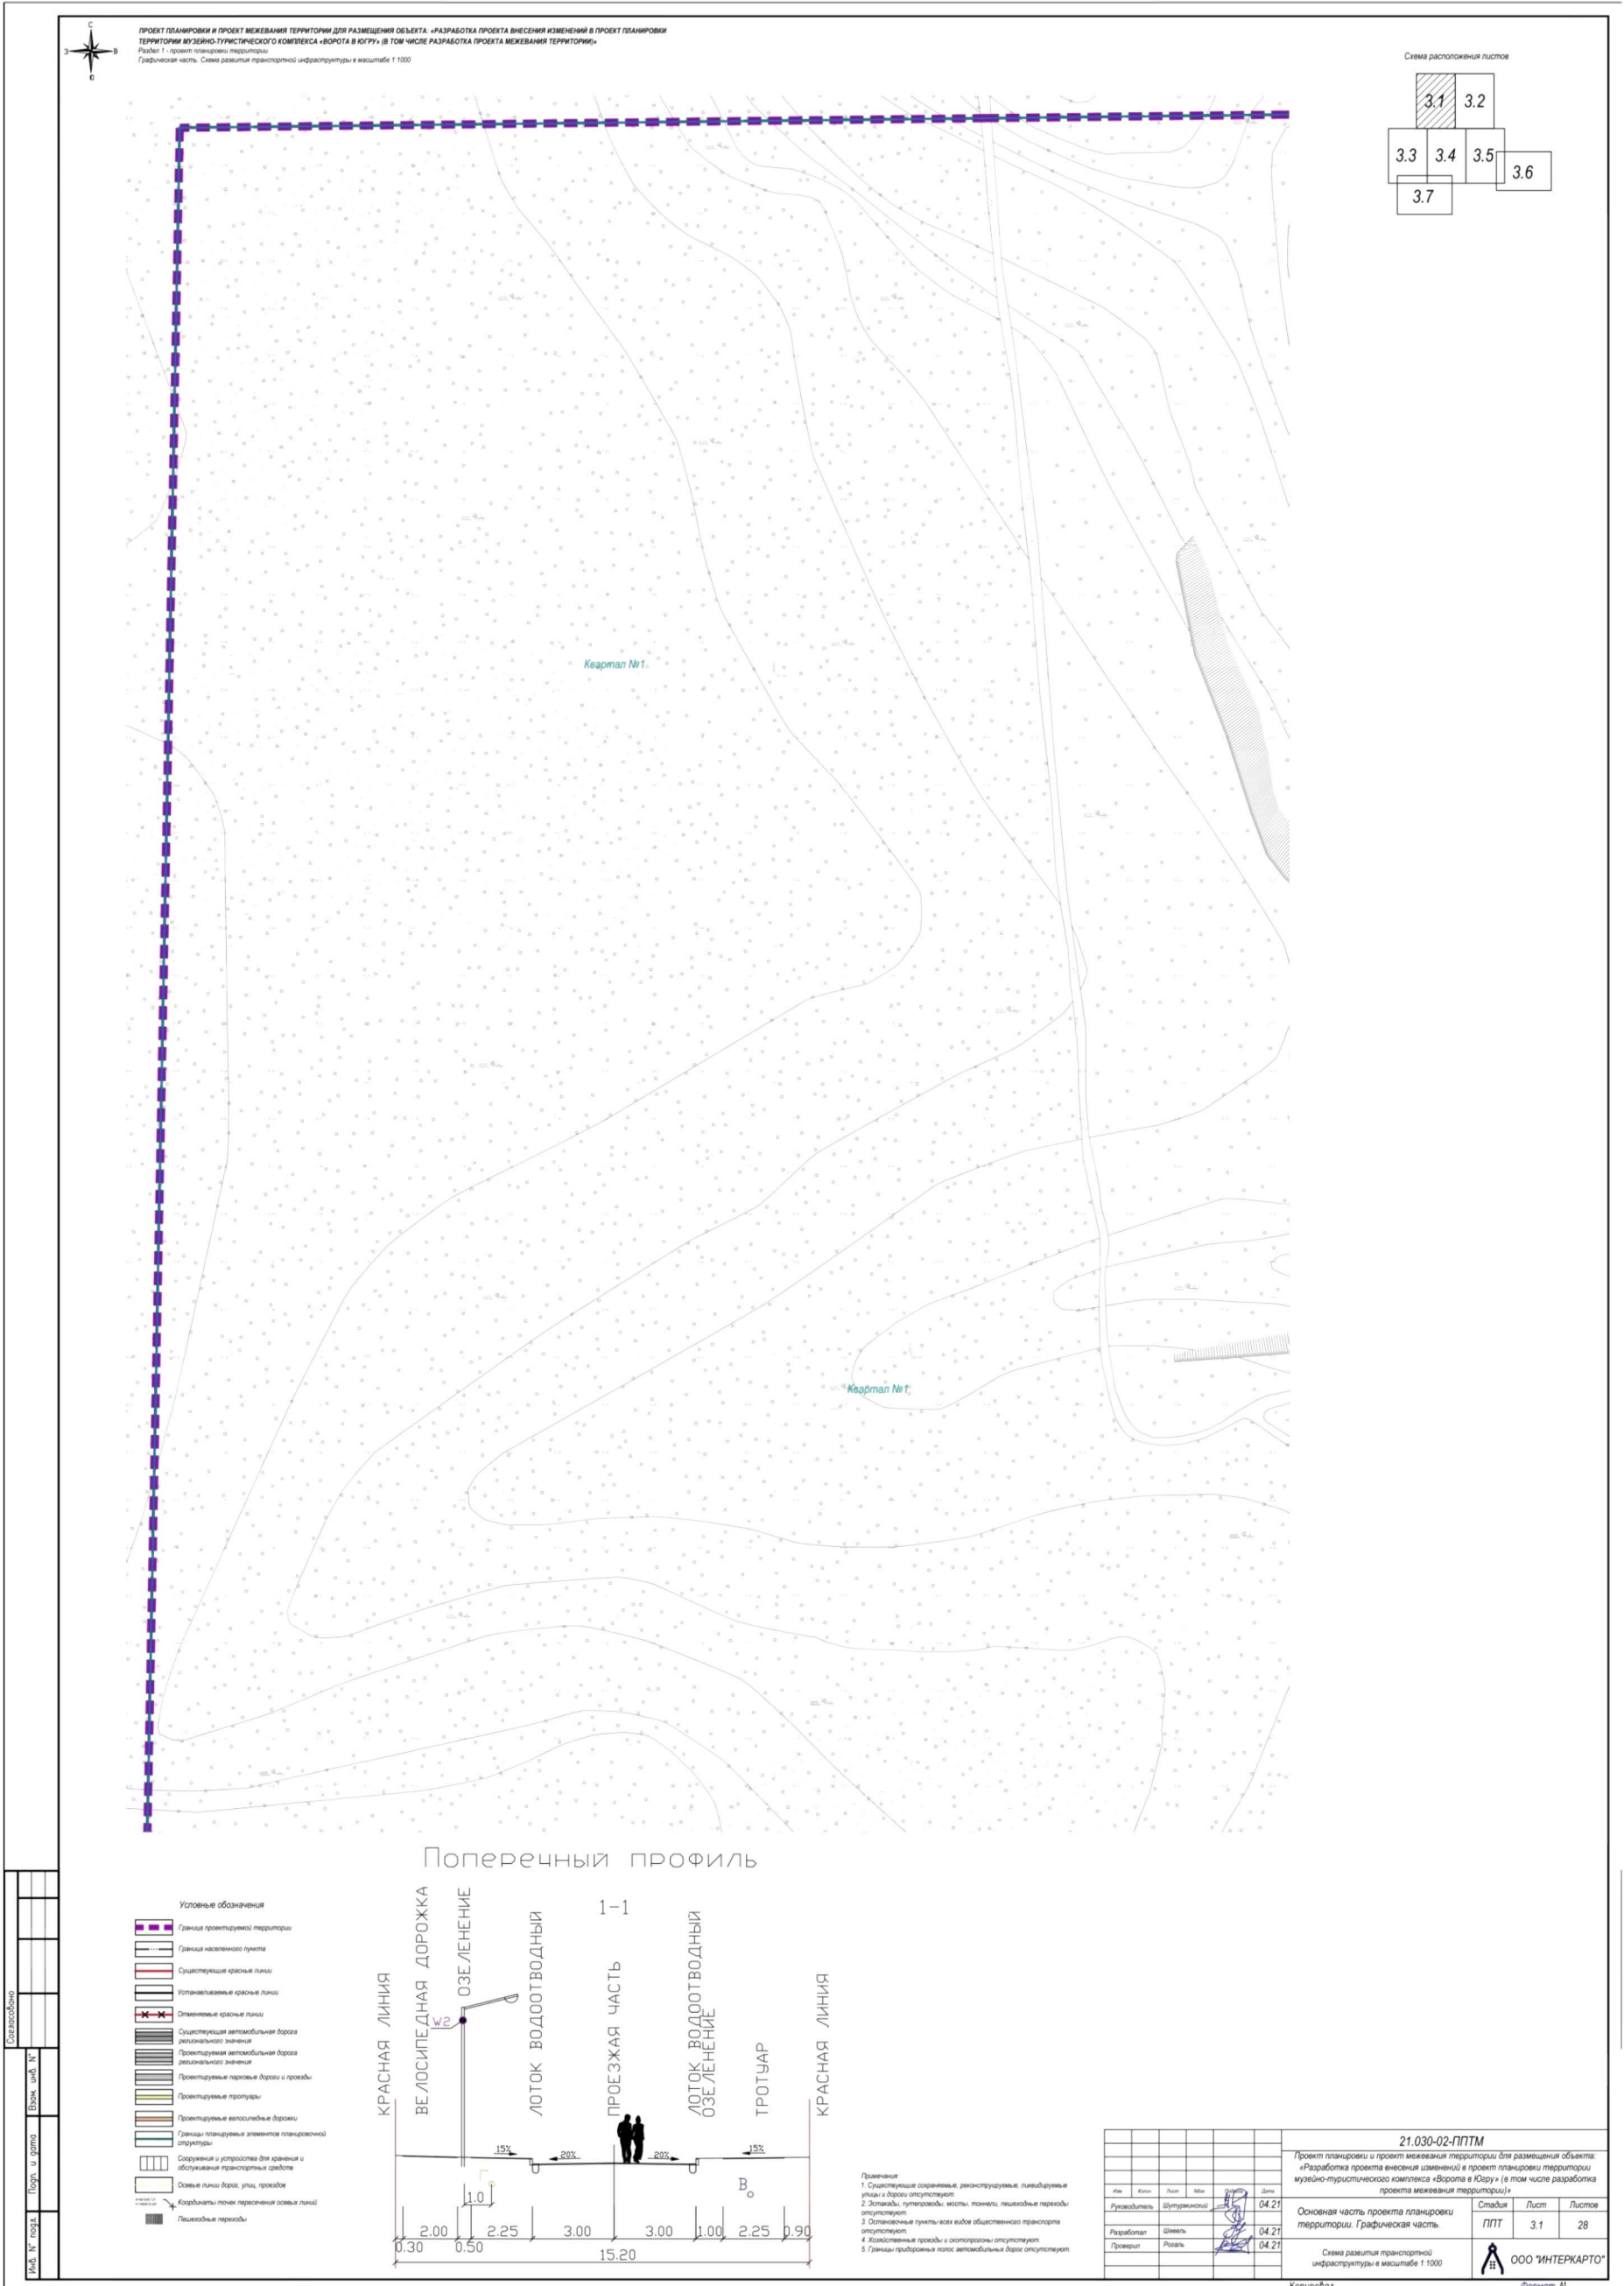 С
З
В
Ю
ПРОЕКТ ПЛАНИРОВКИ И ПРОЕКТ МЕЖЕВАНИЯ ТЕРРИТОРИИ ДЛЯ РАЗМЕЩЕНИЯ ОБЪЕКТА: «РАЗРАБОТКА ПРОЕКТА ВНЕСЕНИЯ ИЗМЕНЕНИЙ В ПРОЕКТ ПЛАНИРОВКИ
ТЕРРИТОРИИ МУЗЕЙНО-ТУРИСТИЧЕСКОГО КОМПЛЕКСА «ВОРОТА В ЮГРУ» (В ТОМ ЧИСЛЕ РАЗРАБОТКА ПРОЕКТА МЕЖЕВАНИЯ ТЕРРИТОРИИ)»
Раздел 1 - проект планировки территории.
Графическая часть. Схема развития транспортной инфраструктуры в масштабе 1:1000
Схема расположения листов
3.1
3.2
3.3
3.4
3.5
3.6
3.7
Квартал №1
Квартал №1
Поперечный профиль
1-1
Условные обозначения
Граница проектируемой территории
Граница населенного пункта
Существующие красные линии
Устанавливаемые красные линии
Отменяемые красные линии
Существующая автомобильная дорога
регионального значения
Проектируемая автомобильная дорога
регионального значения
Проектируемые парковые дороги и проезды
Проектируемые тротуары
Проектируемые велосипедные дорожки
Границы планируемых элементов планировочной
структуры
Сооружения и устройства для хранения и
обслуживания транспортных средств
Осевые линии дорог, улиц, проездов
Координаты точек пересечения осевых линий
Пешеходные переходы
КРАСНАЯ ЛИНИЯ
ВЕЛОСИПЕДНАЯ ДОРОЖКА
ОЗЕЛЕНЕНИЕ
ЛОТОК ВОДООТВОДНЫЙ
ПРОЕЗЖАЯ ЧАСТЬ
ЛОТОК ВОДООТВОДНЫЙ
ОЗЕЛЕНЕНИЕ
ТРОТУАР
КРАСНАЯ ЛИНИЯ
W2
15%
20%
20%
15%
Г
В
1.0
2.00
2.25
3.00
3.00
1.00
2.25
0.90
0.30
0.50
15.20
Примечания:
1. Существующие сохраняемые, реконструируемые, ликвидируемые
улицы и дороги отсутствуют.
2. Эстакады, путепроводы, мосты, тоннели, пешеходные переходы
отсутствуют.
3. Остановочные пункты всех видов общественного транспорта
отсутствуют.
4. Хозяйственные проезды и скотопрогоны отсутствуют.
5. Границы придорожных полос автомобильных дорог отсутствуют.
21.030-02-ППТМ
Проект планировки и проект межевания территории для размещения объекта:
«Разработка проекта внесения изменений в проект планировки территории
музейно-туристического комплекса «Ворота в Югру» (в том числе разработка
проекта межевания территории)»
Изм. Кол.уч. Лист №док. Подпись Дата
Руководитель Шутурминский 04.21
Разработал Шевель 04.21
Проверил Рогаль 04.21
Основная часть проекта планировки
территории. Графическая часть.
Стадия Лист Листов
ППТ 3.1 28
Схема развития транспортной
инфраструктуры в масштабе 1:1000
ООО "ИНТЕРКАРТО"
Копировал
Формат А1
Согласовано
Взам. инв. N°
Подп. и дата
Инв. N° подл.